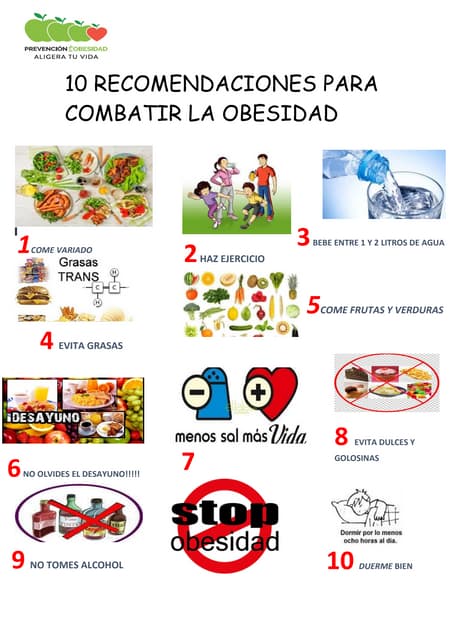 PREVENCIÓN OBESIDAD
ALIGERA TU VIDA
10 RECOMENDACIONES PARA
COMBATIR LA OBESIDAD
1 COME VARIADO
2 HAZ EJERCICIO
3 BEBE ENTRE 1 Y 2 LITROS DE AGUA
Grasas
TRANS
H
C
C
H
4 EVITA GRASAS
5 COME FRUTAS Y VERDURAS
DESAYUNO
6 NO OLVIDES EL DESAYUNO!!!!!
menos sal más Vida
7
8 EVITA DULCES Y
GOLOSINAS
9 NO TOMES ALCOHOL
stop
obesidad
Dormir por lo menos
ocho horas al día.
10 DUERME BIEN